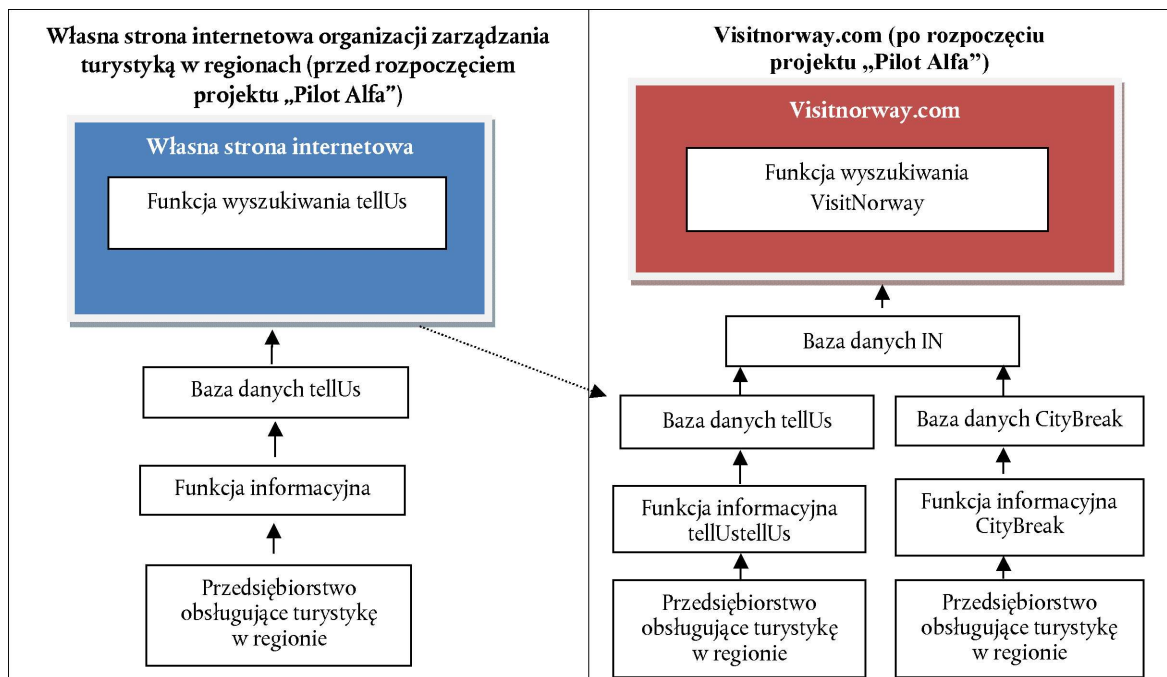 Własna strona internetowa organizacji zarządzania
turystyką w regionach (przed rozpoczęciem
projektu „Pilot Alfa”)
Własna strona internetowa
Funkcja wyszukiwania tellUs
Baza danych tellUs
Funkcja informacyjna
Przedsiębiorstwo
obsługujące turystykę
w regionie
Visitnorway.com (po rozpoczęciu
projektu „Pilot Alfa”)
Visitnorway.com
Funkcja wyszukiwania
VisitNorway
Baza danych IN
Baza danych tellUs
Funkcja informacyjna
tellUstellUs
Przedsiębiorstwo
obsługujące turystykę
w regionie
Baza danych CityBreak
Funkcja informacyjna
CityBreak
Przedsiębiorstwo
obsługujące turystykę
w regionie